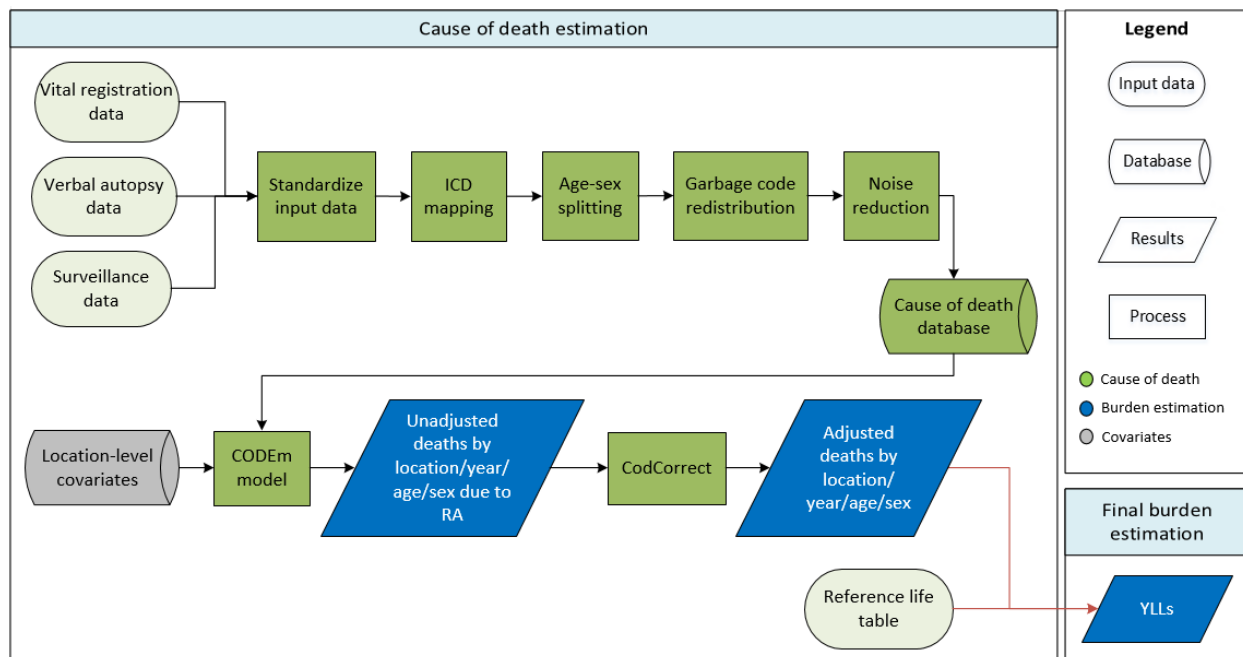 Cause of death estimation
Vital registration
data
Verbal autopsy
data
Surveillance
data
Standardize
input data
ICD
mapping
Age-sex
splitting
Garbage code
redistribution
Noise
reduction
Cause of death
database
Location-level
covariates
CODEm
model
Unadjusted
deaths by
location/year/
age/sex due to
RA
CodCorrect
Adjusted
deaths by
location/
year/age/sex
Reference life
table
Legend
Input data
Database
Results
Process
Cause of death
Burden estimation
Covariates
Final burden
estimation
YLLs